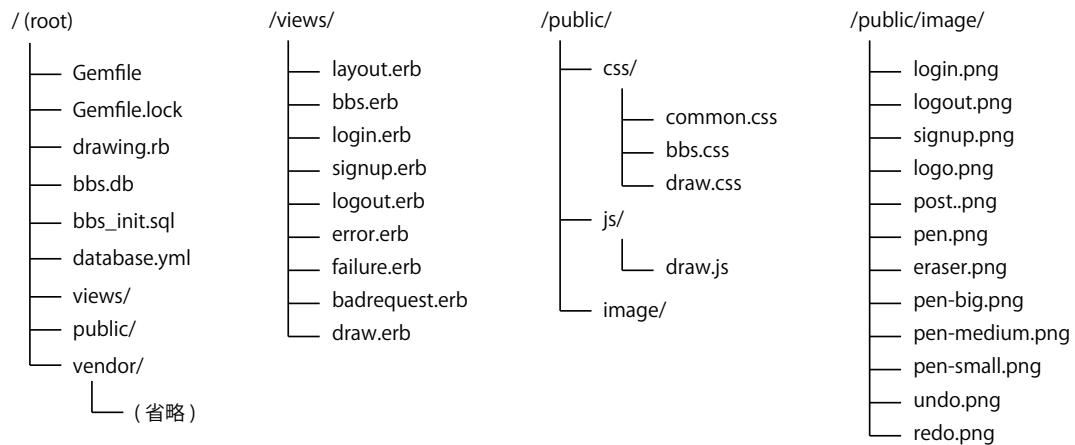 / (root)
Gemfile
Gemfile.lock
drawing.rb
bbs.db
bbs_init.sql
database.yml
views/
public/
vendor/
( 省略 )
/views/
layout.erb
bbs.erb
login.erb
signup.erb
logout.erb
error.erb
failure.erb
badrequest.erb
draw.erb
/public/
css/
common.css
bbs.css
draw.css
js/
draw.js
image/
/public/image/
login.png
logout.png
signup.png
logo.png
post..png
pen.png
eraser.png
pen-big.png
pen-medium.png
pen-small.png
undo.png
redo.png